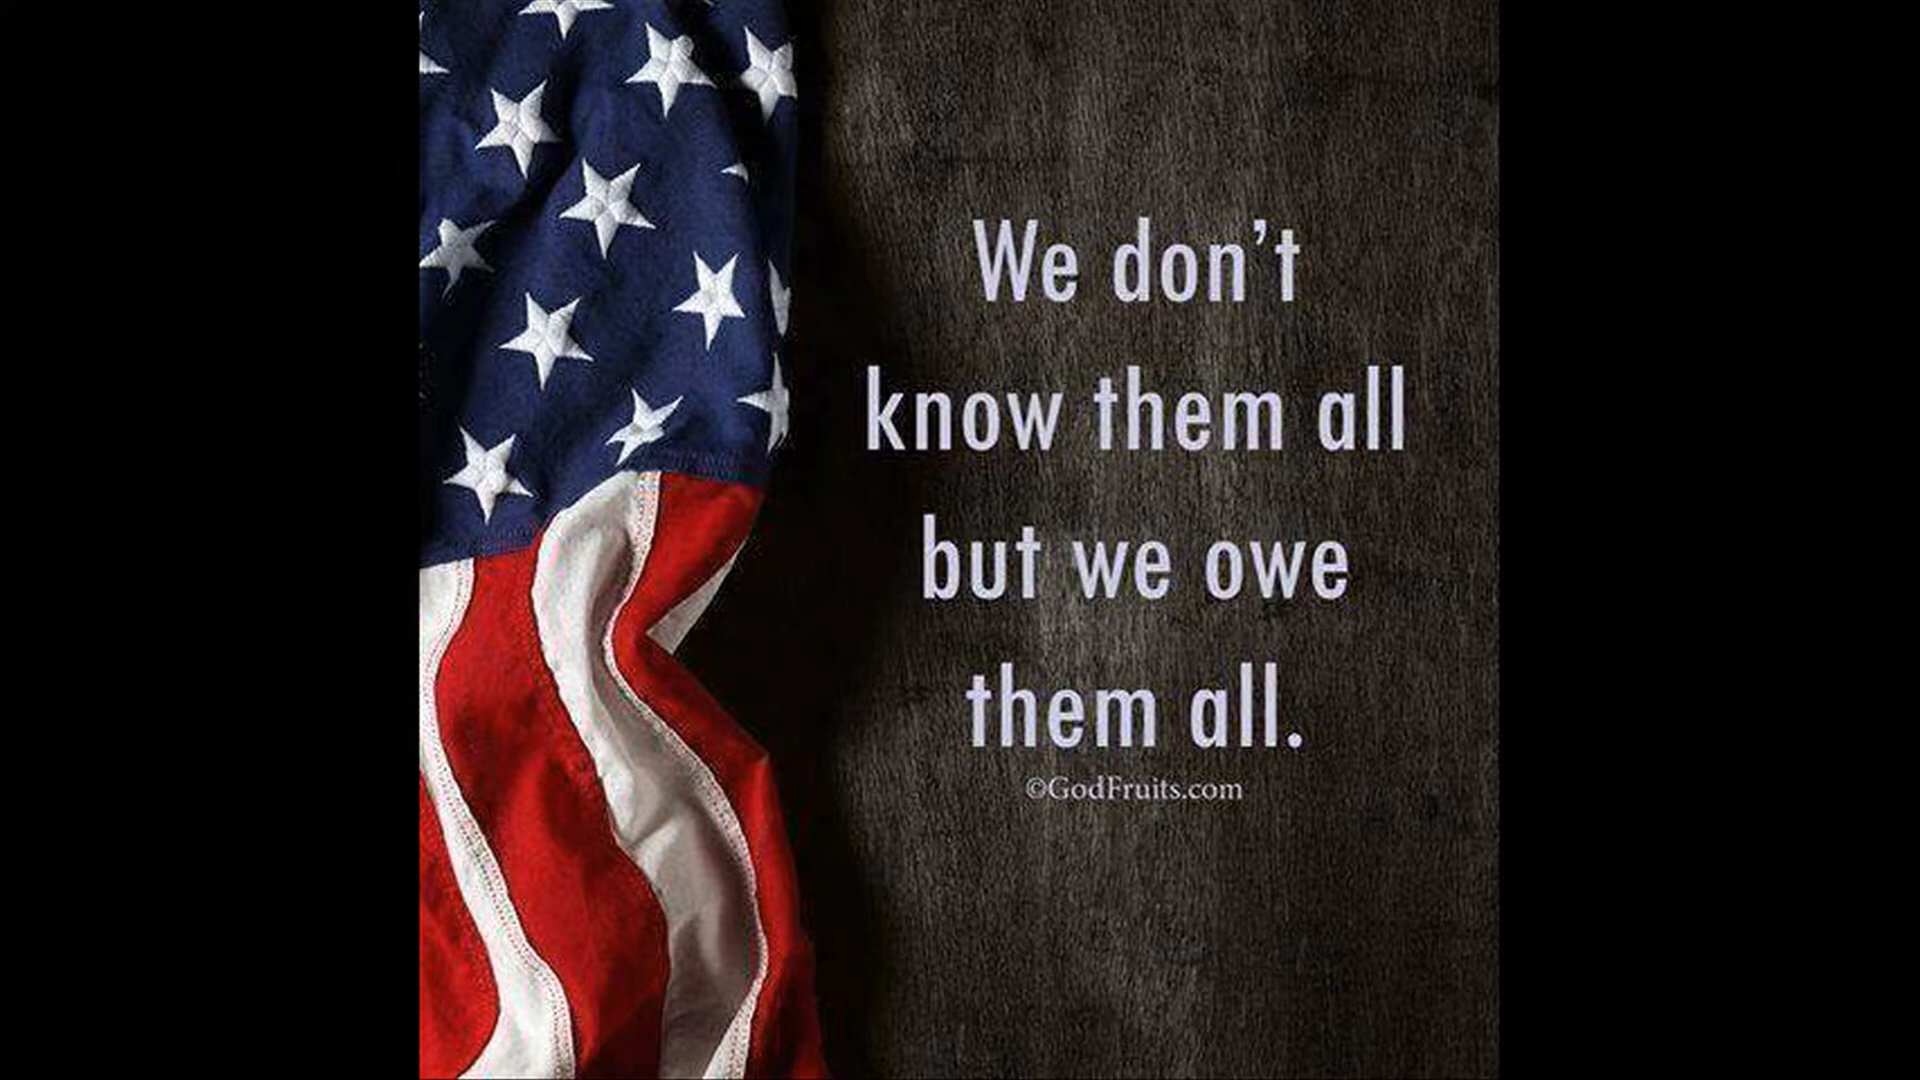 We don’t
know them all
but we owe
them all.
©GodFruits.com